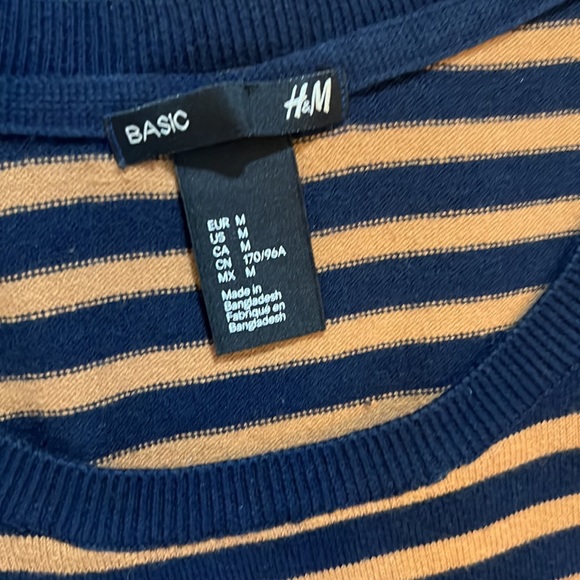 BASIC H&M
EUR M
US M
CA M
CN 170/96A
MX M
Made in
Bangladesh
Fabriqué en
Bangladesh